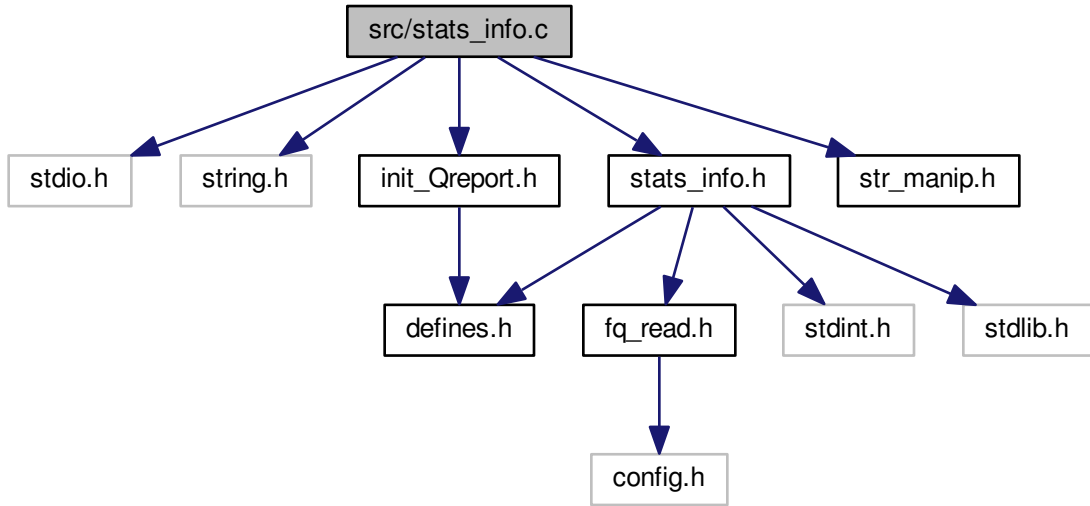 src/stats_info.c
stdio.h
string.h
init_Qreport.h
stats_info.h
str_manip.h
defines.h
fq_read.h
stdint.h
stdlib.h
config.h